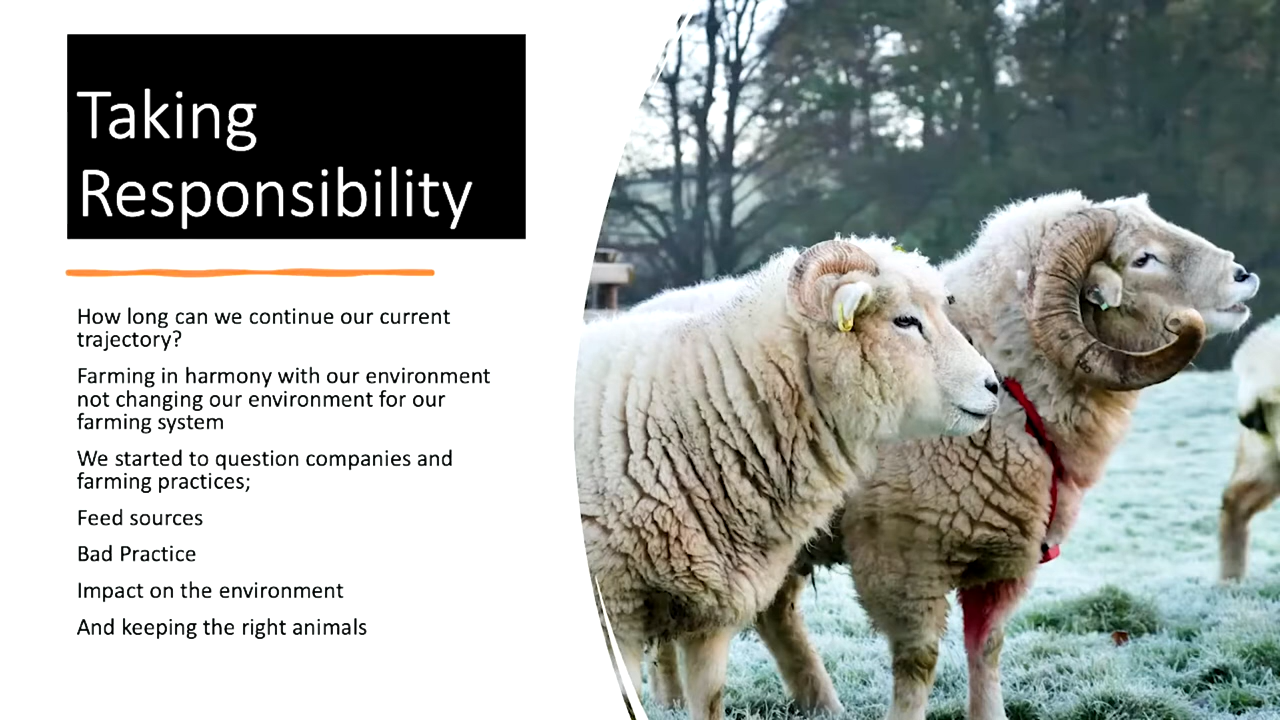 Taking
Responsibility
How long can we continue our current
trajectory?
Farming in harmony with our environment
not changing our environment for our
farming system
We started to question companies and
farming practices;
Feed sources
Bad Practice
Impact on the environment
And keeping the right animals